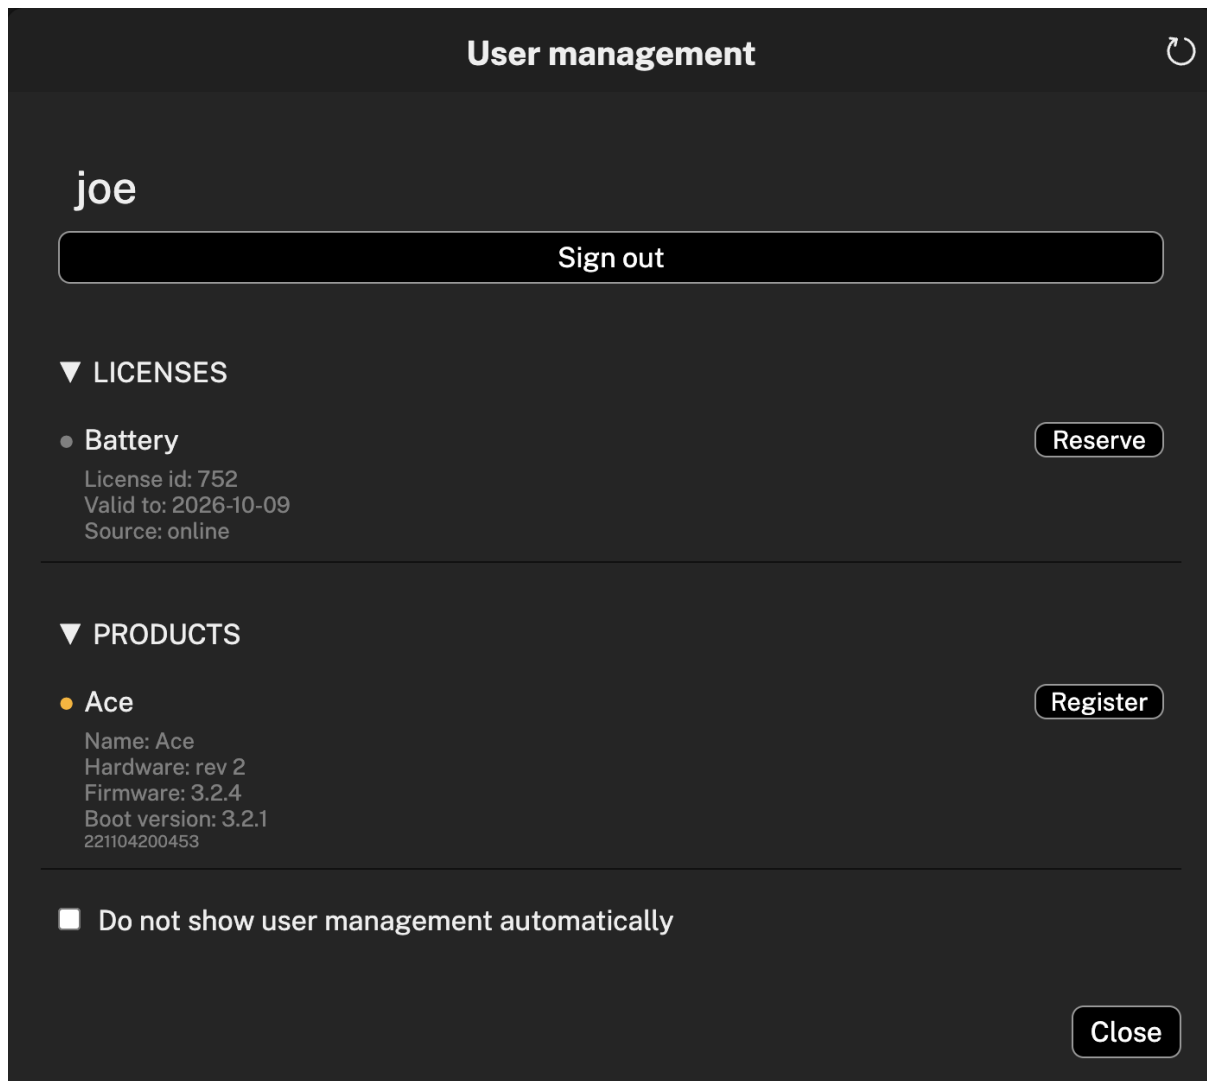 User management
joe
Sign out
▼ LICENSES
Battery
Reserve
License id: 752
Valid to: 2026-10-09
Source: online
▼ PRODUCTS
Ace
Register
Name: Ace
Hardware: rev 2
Firmware: 3.2.4
Boot version: 3.2.1
221104200453
Do not show user management automatically
Close